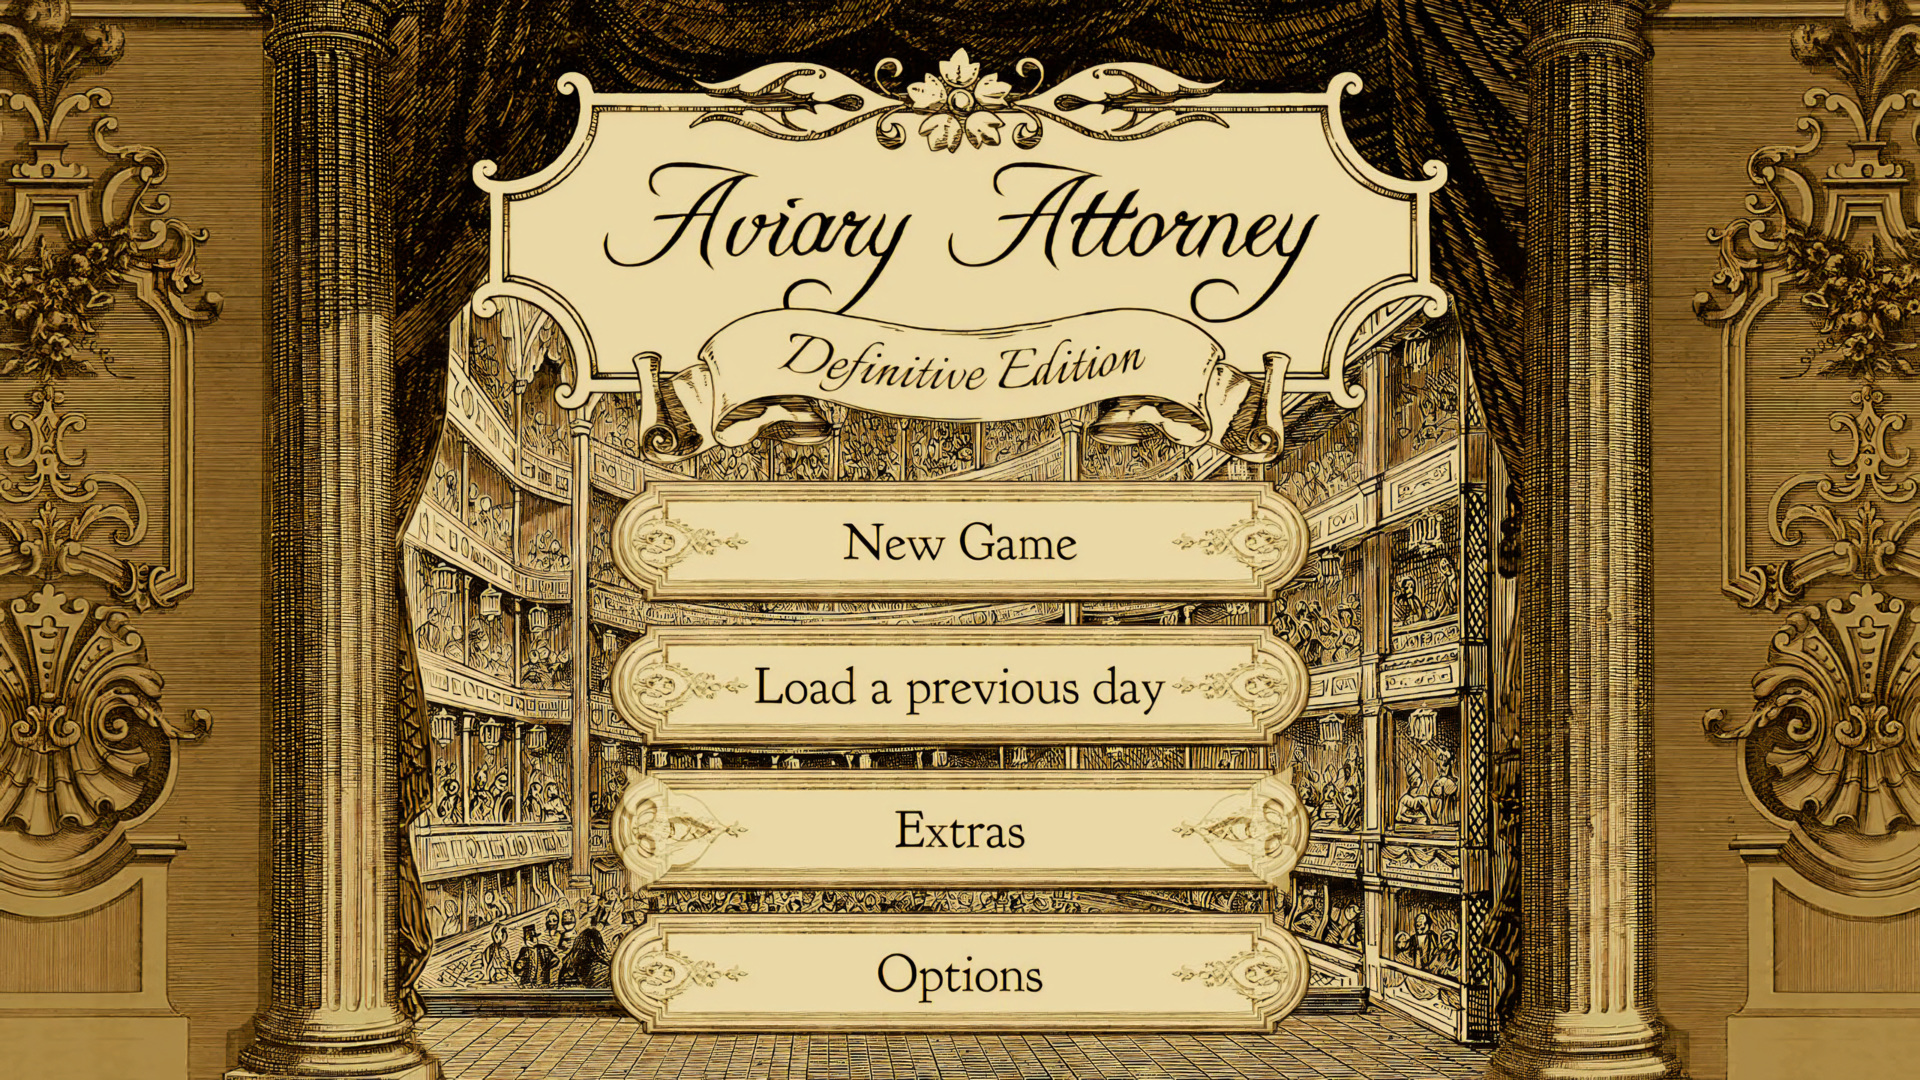 Aviary Attorney
Definitive Edition
New Game
Load a previous day
Extras
Options